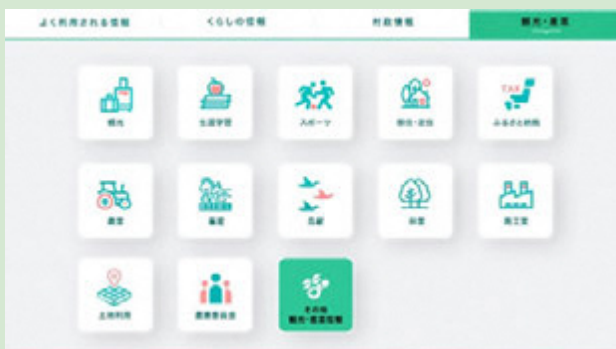 よく利用される情報
くらしの情報
村政情報
観光・産業
観光
生涯学習
スポーツ
移住・定住
ふるさと納税
TAX
農業
畜産
鳥獣
林業
商工業
土地利用
農業委員会
その他
観光・産業情報